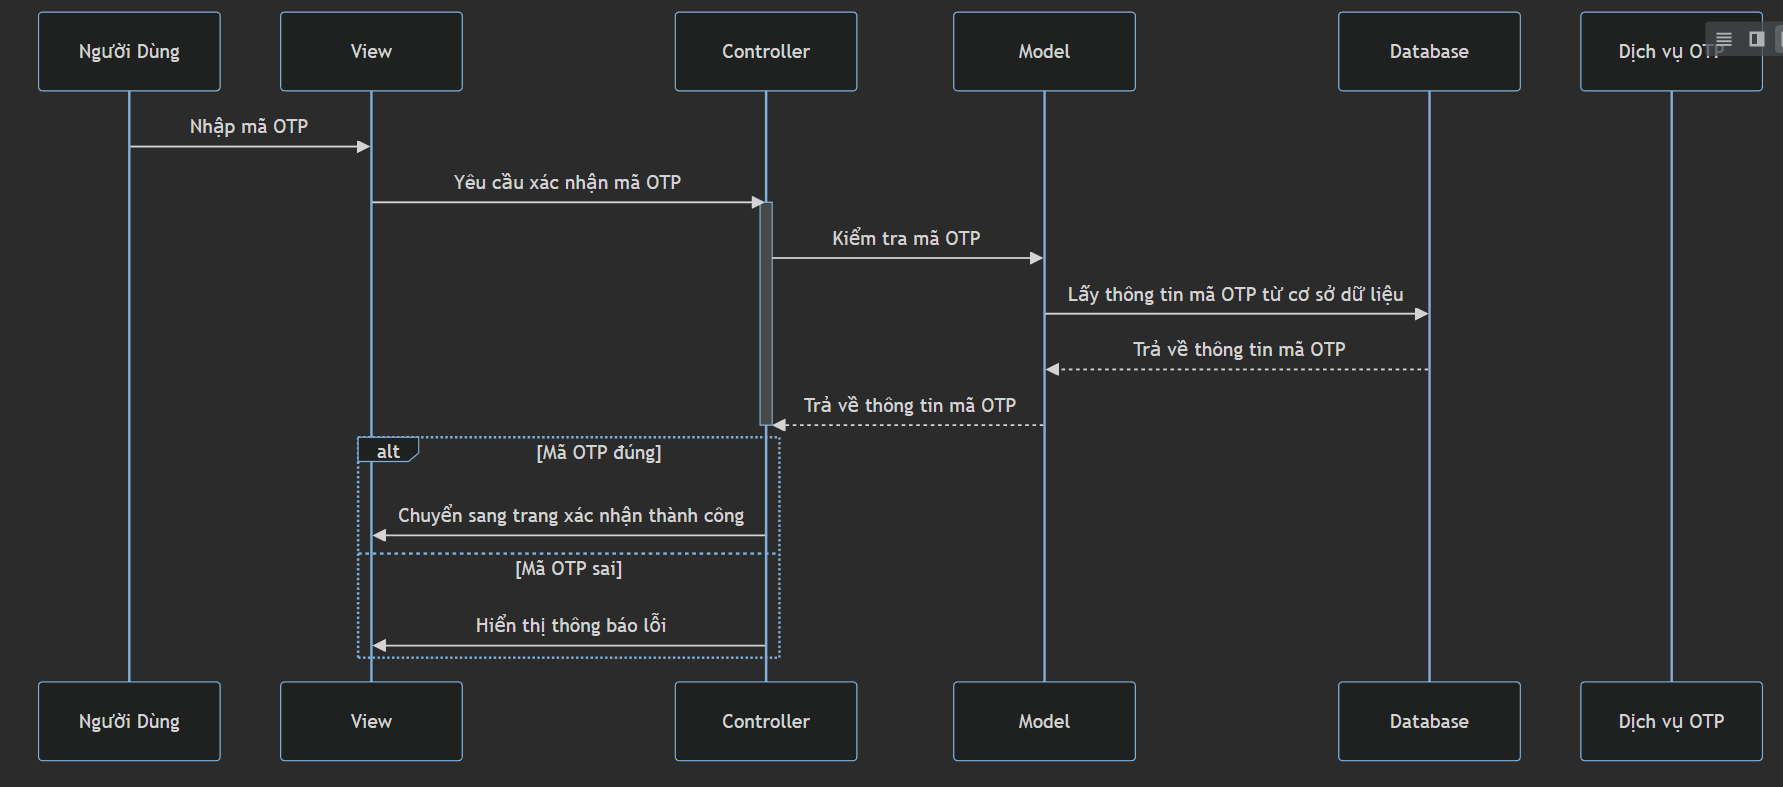 Người Dùng
View
Controller
Model
Database
Dịch vụ OTP
Nhập mã OTP
Yêu cầu xác nhận mã OTP
Kiểm tra mã OTP
Lấy thông tin mã OTP từ cơ sở dữ liệu
Trả về thông tin mã OTP
Trả về thông tin mã OTP
alt
[Mã OTP đúng]
Chuyển sang trang xác nhận thành công
[Mã OTP sai]
Hiển thị thông báo lỗi
Người Dùng
View
Controller
Model
Database
Dịch vụ OTP